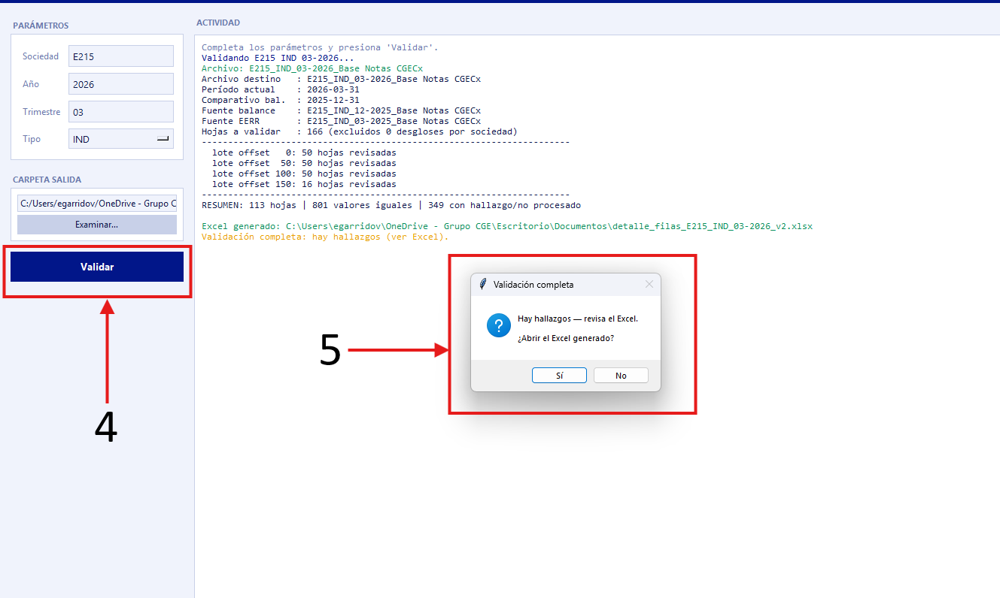 PARÁMETROS
Sociedad E215
Año 2026
Trimestre 03
Tipo IND
CARPETA SALIDA
C:/Users/egarridov/OneDrive - Grupo C
Examinar...
Validar
4
ACTIVIDAD
Completa los parámetros y presiona 'Validar'.
Validando E215 IND 03-2026...
Archivo: E215_IND_03-2026_Base Notas CGECx
Archivo destino : E215_IND_03-2026_Base Notas CGECx
Período actual : 2026-03-31
Comparativo bal. : 2025-12-31
Fuente balance : E215_IND_12-2025_Base Notas CGECx
Fuente EERR : E215_IND_03-2025_Base Notas CGECx
Hojas a validar : 166 (excluidos 0 desgloses por sociedad)
----------------------------------------------------------------------
lote offset 0: 50 hojas revisadas
lote offset 50: 50 hojas revisadas
lote offset 100: 50 hojas revisadas
lote offset 150: 16 hojas revisadas
----------------------------------------------------------------------
RESUMEN: 113 hojas | 801 valores iguales | 349 con hallazgo/no procesado
Excel generado: C:\Users\egarridov\OneDrive - Grupo CGE\Escritorio\Documentos\detalle_filas_E215_IND_03-2026_v2.xlsx
Validación completa: hay hallazgos (ver Excel).
5
Validación completa
Hay hallazgos — revisa el Excel.
¿Abrir el Excel generado?
Sí
No